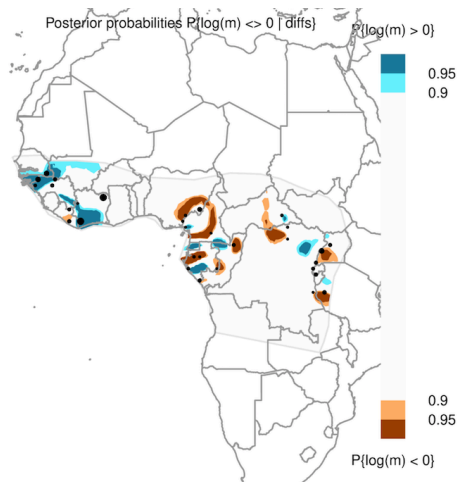 Posterior probabilities P{log(m) <> 0 | diffs}
P{log(m) > 0}
0.95
0.9
0.9
0.95
P{log(m) < 0}